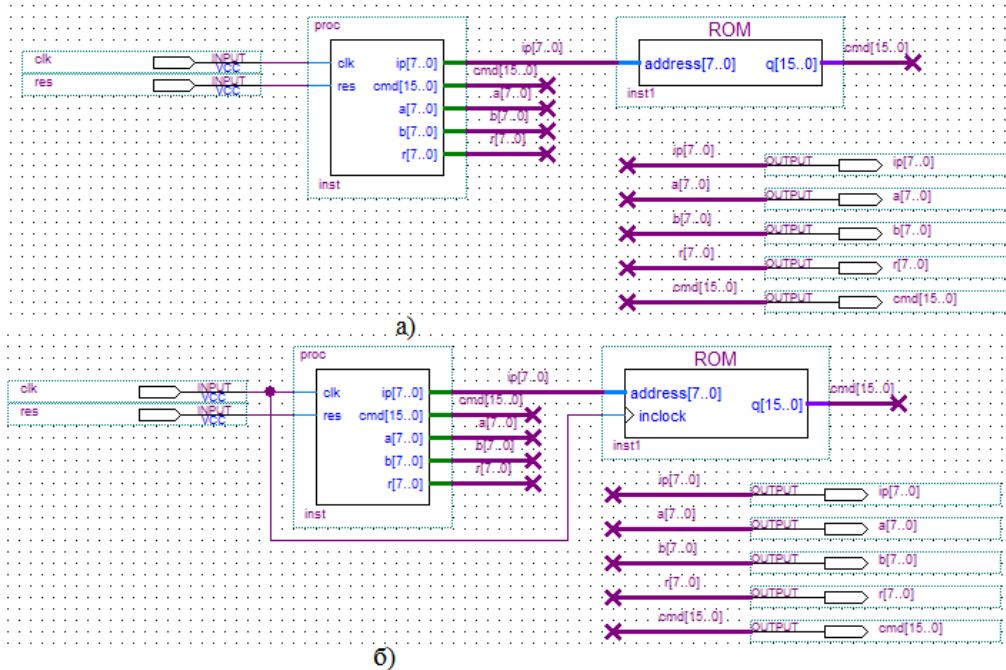 proc
ROM
clk INPUT VCC
res INPUT VCC
clk ip[7..0]
res cmd[15..0]
a[7..0]
b[7..0]
r[7..0]
inst
ip[7..0]
cmd[15..0]
a[7..0]
b[7..0]
r[7..0]
address[7..0] q[15..0]
inst1
cmd[15..0]
ip[7..0] OUTPUT ip[7..0]
a[7..0] OUTPUT a[7..0]
b[7..0] OUTPUT b[7..0]
r[7..0] OUTPUT r[7..0]
cmd[15..0] OUTPUT cmd[15..0]
а)
proc
ROM
clk INPUT VCC
res INPUT VCC
clk ip[7..0]
res cmd[15..0]
a[7..0]
b[7..0]
r[7..0]
inst
ip[7..0]
cmd[15..0]
a[7..0]
b[7..0]
r[7..0]
address[7..0]
inclock q[15..0]
inst1
cmd[15..0]
ip[7..0] OUTPUT ip[7..0]
a[7..0] OUTPUT a[7..0]
b[7..0] OUTPUT b[7..0]
r[7..0] OUTPUT r[7..0]
cmd[15..0] OUTPUT cmd[15..0]
б)